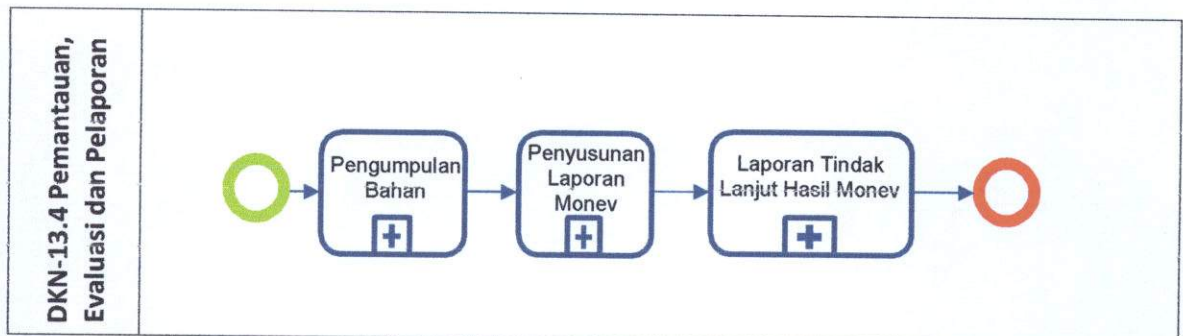 DKN-13.4 Pemantauan,
Evaluasi dan Pelaporan
Pengumpulan
Bahan
Penyusunan
Laporan
Monev
Laporan Tindak
Lanjut Hasil Monev